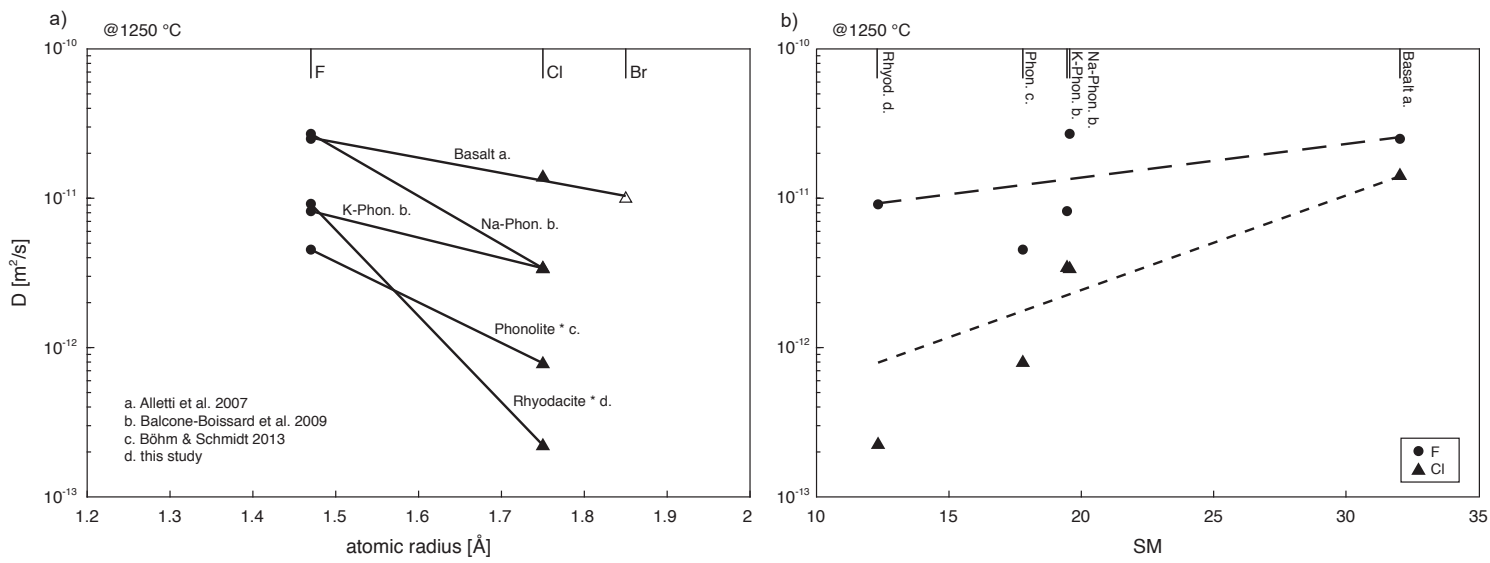 a)
@1250 °C
10⁻¹⁰
10⁻¹¹
10⁻¹²
10⁻¹³
D [m²/s]
F
Cl
Br
Basalt a.
K-Phon. b.
Na-Phon. b.
Phonolite * c.
Rhyodacite * d.
a. Alletti et al. 2007
b. Balcone-Boissard et al. 2009
c. Böhm & Schmidt 2013
d. this study
1.2 1.3 1.4 1.5 1.6 1.7 1.8 1.9 2
atomic radius [Å]
b)
@1250 °C
10⁻¹⁰
10⁻¹¹
10⁻¹²
10⁻¹³
Rhyod. d.
Phon. c.
K-Phon. b.
Na-Phon. b.
Basalt a.
F
Cl
10 15 20 25 30 35
SM